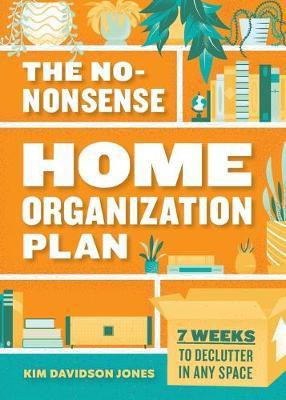 THE NO-
NONSENSE
HOME
ORGANIZATION
PLAN
7 WEEKS
TO DECLUTTER
IN ANY SPACE
KIM DAVIDSON JONES